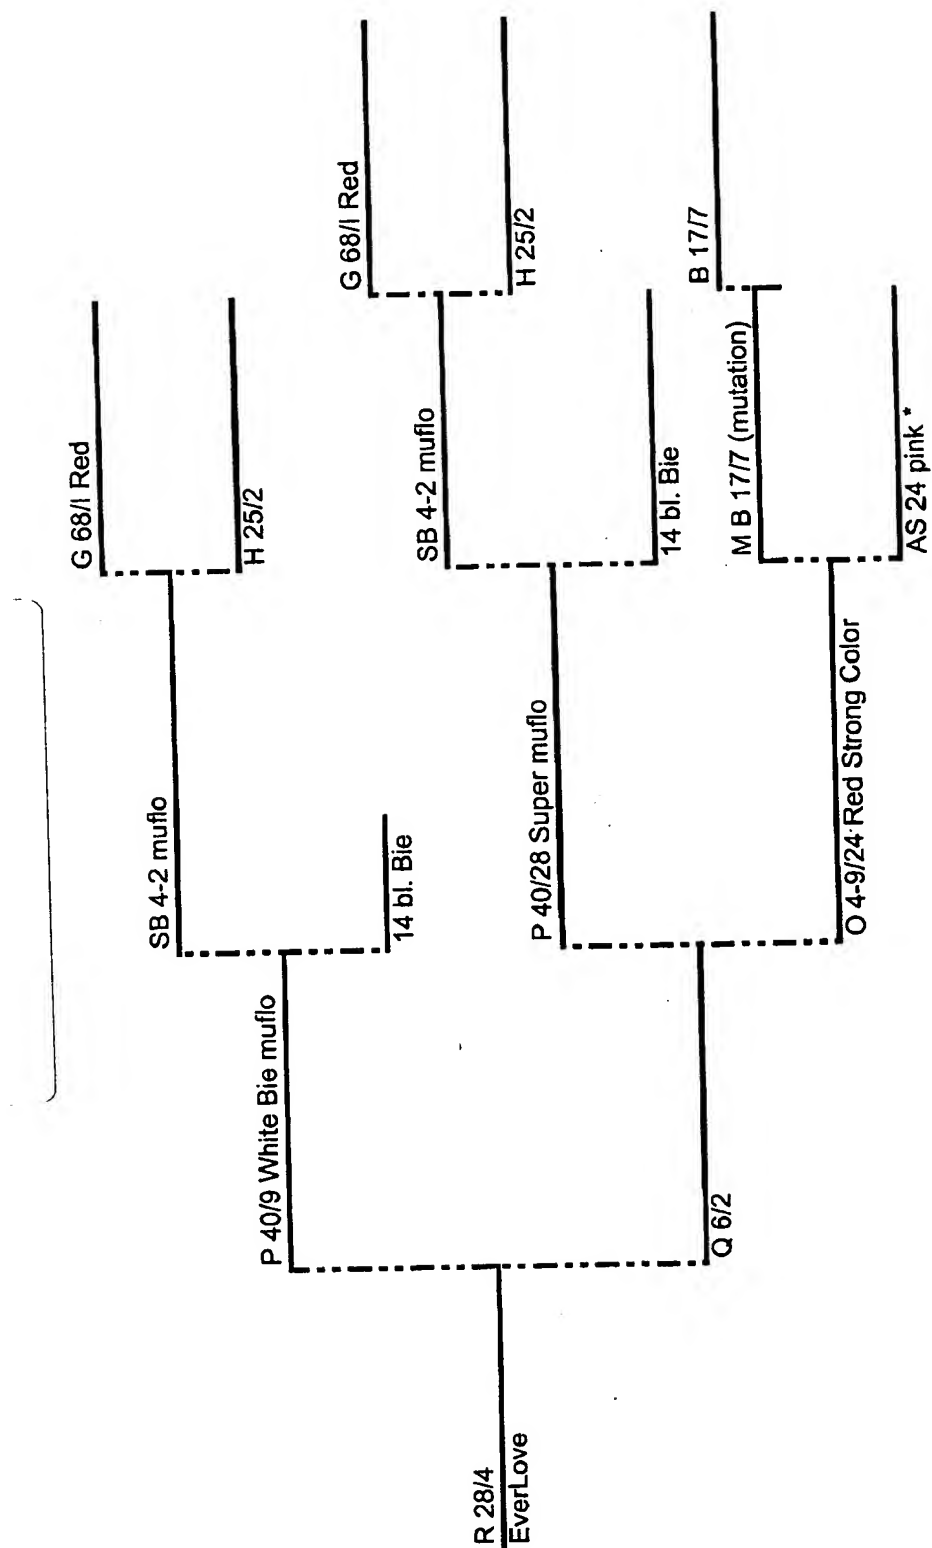 G 68/I Red
H 25/2
SB 4-2 muflo
14 bl. Bie
P 40/9 White Bie muflo
G 68/I Red
H 25/2
SB 4-2 muflo
14 bl. Bie
P 40/28 Super muflo
B 17/7
M B 17/7 (mutation)
AS 24 pink *
O 4-9/24 Red Strong Color
Q 6/2
R 28/4
EverLove